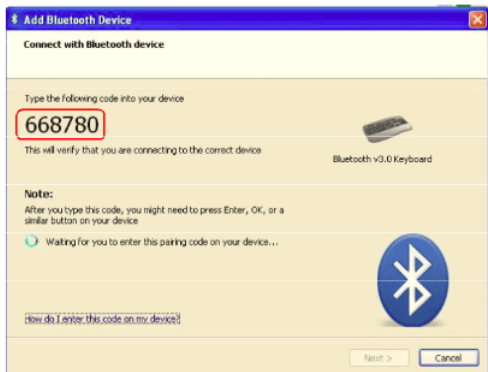 Add Bluetooth Device
Connect with Bluetooth device
Type the following code into your device
668780
This will verify that you are connecting to the correct device
Bluetooth v3.0 Keyboard
Note:
After you type this code, you might need to press Enter, OK, or a
similar button on your device
Waiting for you to enter this pairing code on your device...
How do I enter this code on my device?
Next >
Cancel